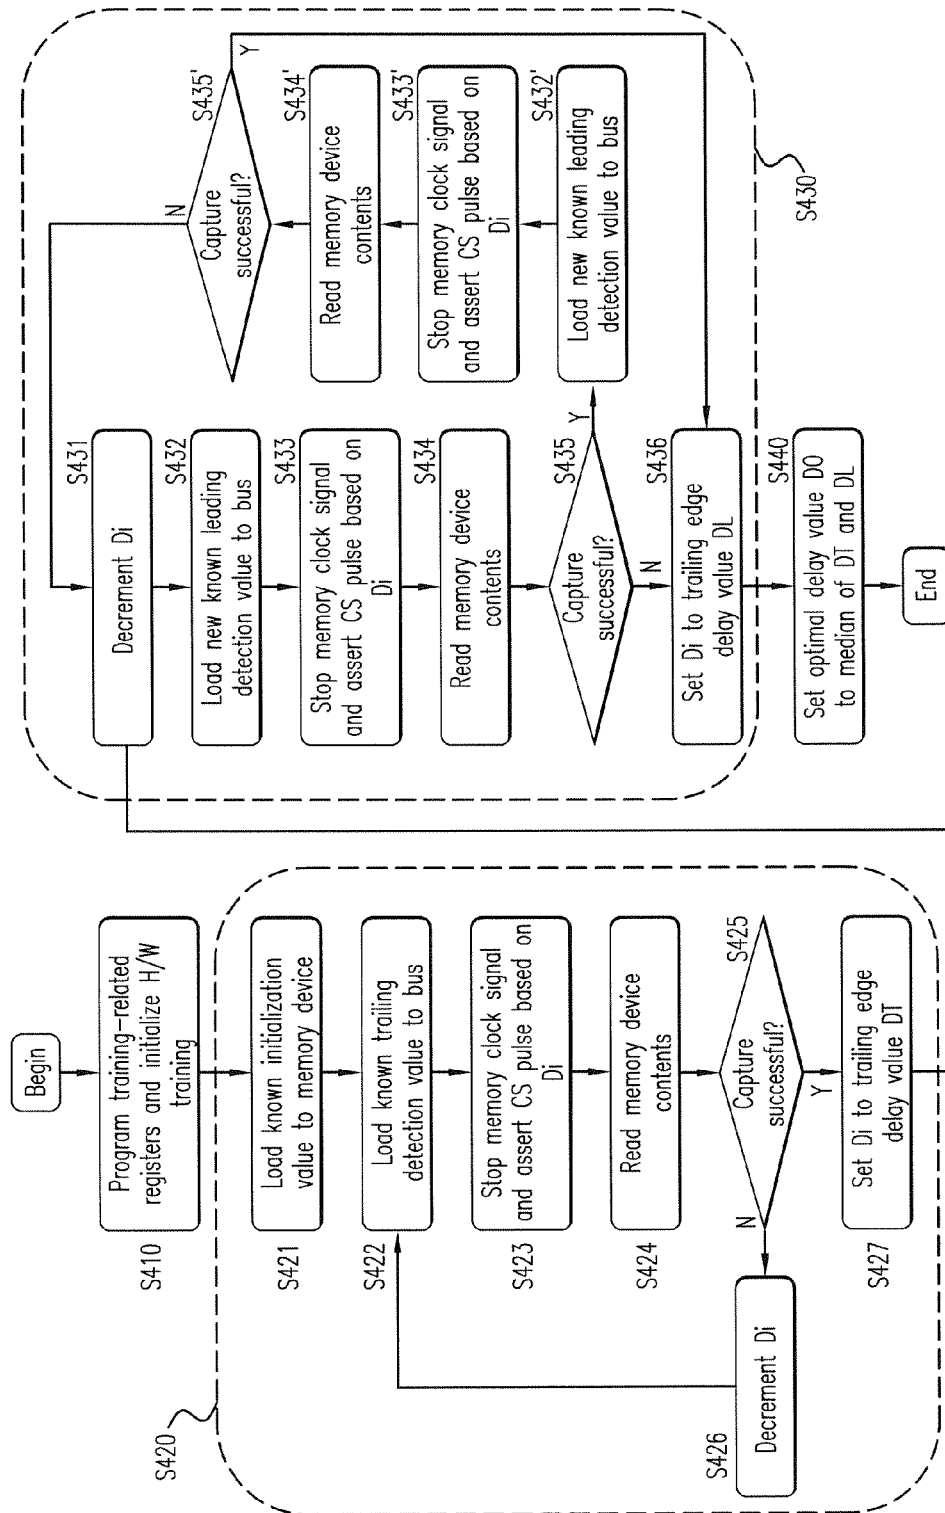 Begin
Program training-related
registers and initialize H/W
training
S410
S420
Load known initialization
value to memory device
S421
Load known trailing
detection value to bus
S422
Stop memory clock signal
and assert CS pulse based on
Di
S423
Read memory device
contents
S424
Capture
successful?
S425
N
Y
Decrement Di
S426
Set Di to trailing edge
delay value DT
S427
S430
Decrement Di
S431
Load new known leading
detection value to bus
S432
Stop memory clock signal
and assert CS pulse based on
Di
S433
Read memory device
contents
S434
Capture
successful?
S435
Y
N
Load new known leading
detection value to bus
S432'
Stop memory clock signal
and assert CS pulse based on
Di
S433'
Read memory device
contents
S434'
Capture
successful?
S435'
N
Y
Set Di to trailing edge
delay value DL
S436
Set optimal delay value DO
to median of DT and DL
S440
End